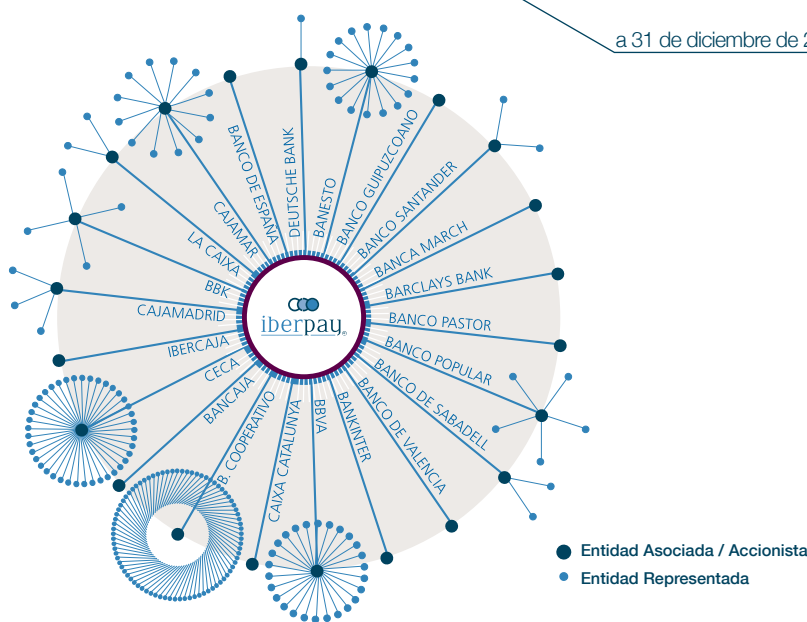 a 31 de diciembre de 2
DEUTSCHE BANK
BANESTO
BANCO GUIPUZCOANO
BANCO SANTANDER
BANCA MARCH
BARCLAYS BANK
BANCO PASTOR
BANCO POPULAR
BANCO DE SABADELL
BANCO DE VALENCIA
BANKINTER
BBVA
CAIXA CATALUNYA
B. COOPERATIVO
BANCAJA
CECA
IBERCAJA
CAJAMADRID
BBK
LA CAIXA
CAJAMAR
BANCO DE ESPAÑA
iberpay®
Entidad Asociada / Accionista
Entidad Representada